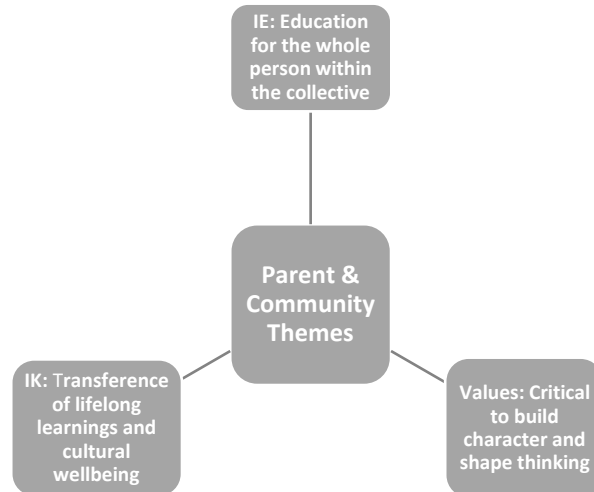 IE: Education
for the whole
person within
the collective
Parent &
Community
Themes
IK: Transference
of lifelong
learnings and
cultural
wellbeing
Values: Critical
to build
character and
shape thinking